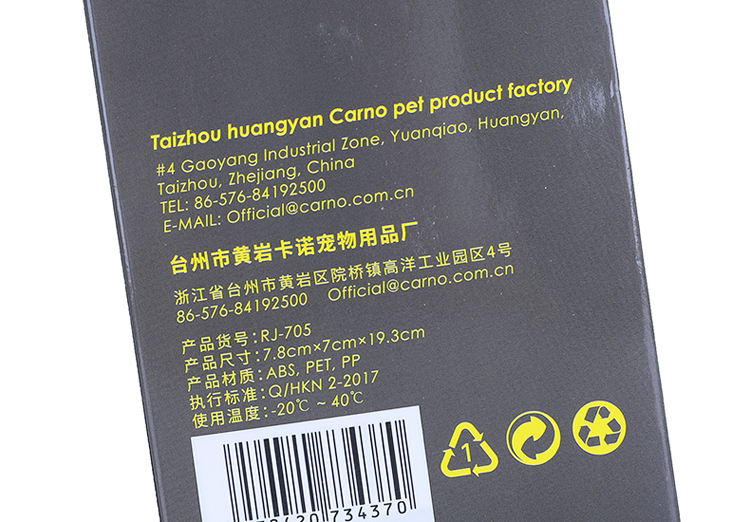 Taizhou huangyan Carno pet product factory
#4 Gaoyang Industrial Zone, Yuanqiao, Huangyan,
Taizhou, Zhejiang, China
TEL: 86-576-84192500
E-MAIL: Official@carno.com.cn
台州市黄岩卡诺宠物用品厂
浙江省台州市黄岩区院桥镇高洋工业园区4号
86-576-84192500 Official@carno.com.cn
产品货号: RJ-705
产品尺寸: 7.8cm×7cm×19.3cm
产品材质: ABS, PET, PP
执行标准: Q/HKN 2-2017
使用温度: -20℃ ~ 40℃
1
734370